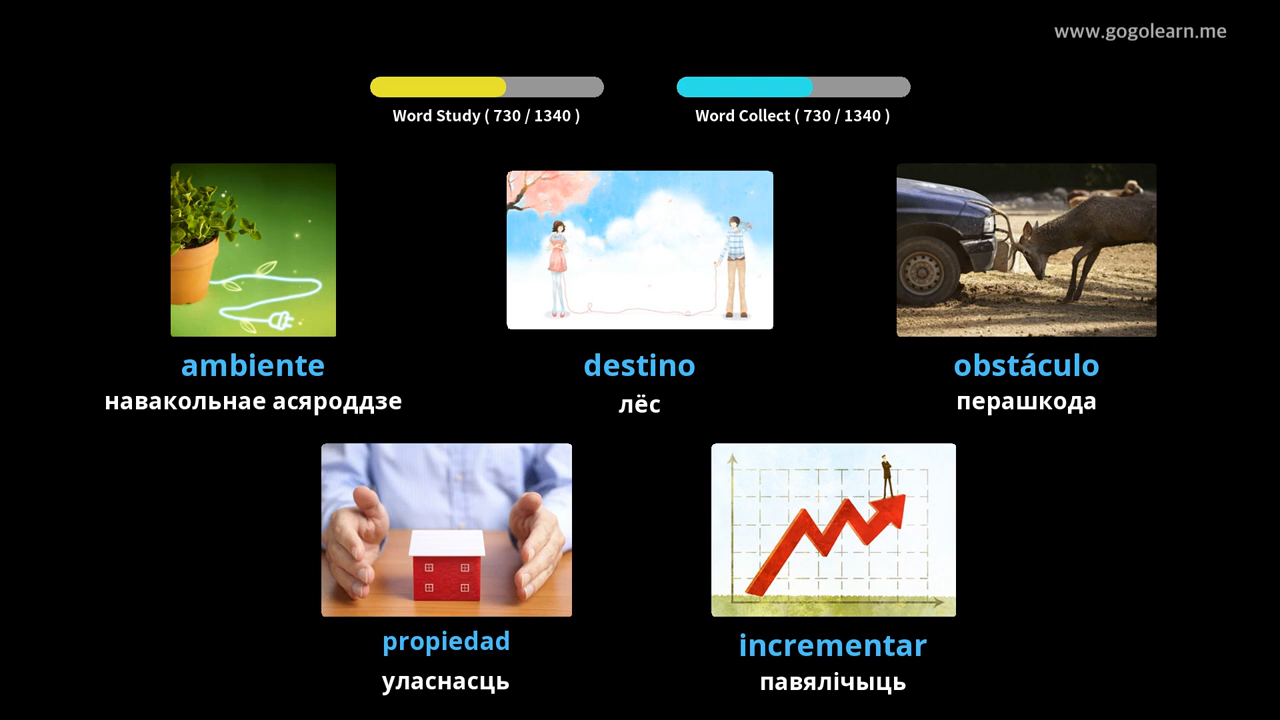 www.gogolearn.me
Word Study ( 730 / 1340 )
Word Collect ( 730 / 1340 )
ambiente
навакольнае асяроддзе
destino
лёс
obstáculo
перашкода
propiedad
уласнасць
incrementar
павялічыць